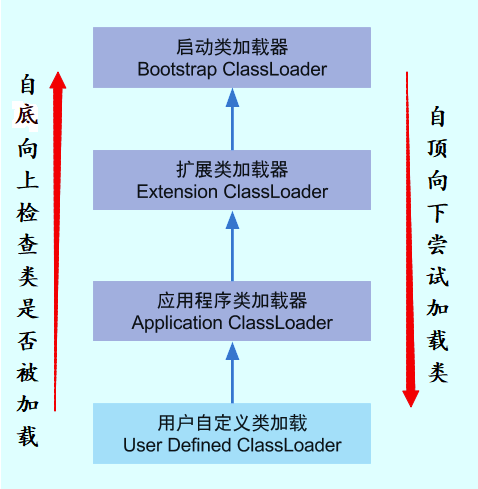 启动类加载器
Bootstrap ClassLoader
扩展类加载器
Extension ClassLoader
应用程序类加载器
Application ClassLoader
用户自定义类加载
User Defined ClassLoader
自底向上检查类是否被加载
自顶向下尝试加载类